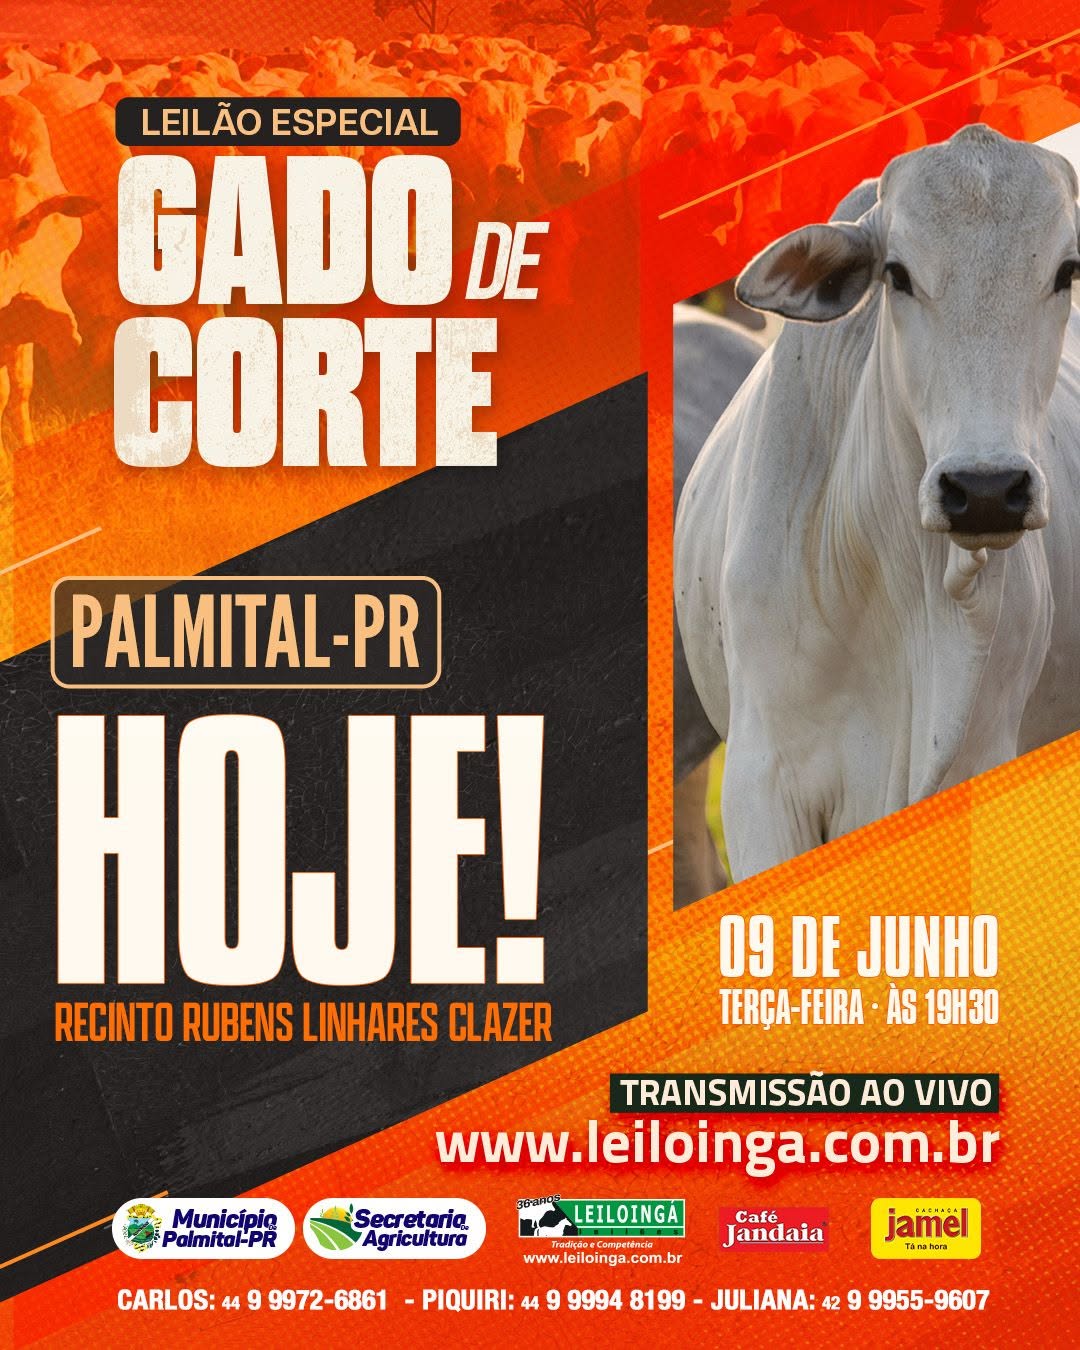 LEILÃO ESPECIAL
GADO DE
CORTE
PALMITAL-PR
HOJE!
RECINTO RUBENS LINHARES CLAZER
09 DE JUNHO
TERÇA-FEIRA · ÀS 19H30
TRANSMISSÃO AO VIVO
www.leiloinga.com.br
Município De
Palmital-PR
Secretaria De
Agricultura
36 anos
LEILOINGÁ
LEILÕES
Tradição e Competência
www.leiloinga.com.br
Café
Jandaia
CACHAÇA
jamel
Tá na hora
CARLOS: 44 9 9972-6861 - PIQUIRI: 44 9 9994 8199 - JULIANA: 42 9 9955-9607